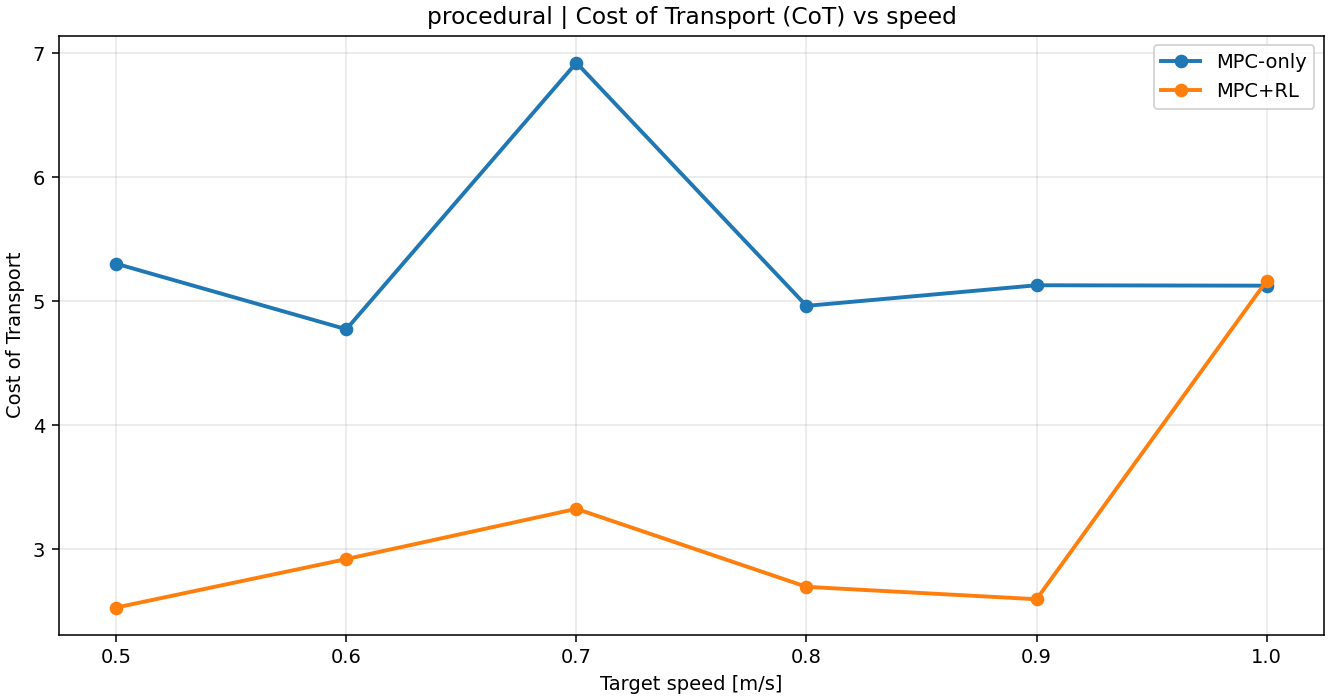 procedural | Cost of Transport (CoT) vs speed
MPC-only
MPC+RL
Cost of Transport
7
6
5
4
3
0.5 0.6 0.7 0.8 0.9 1.0
Target speed [m/s]